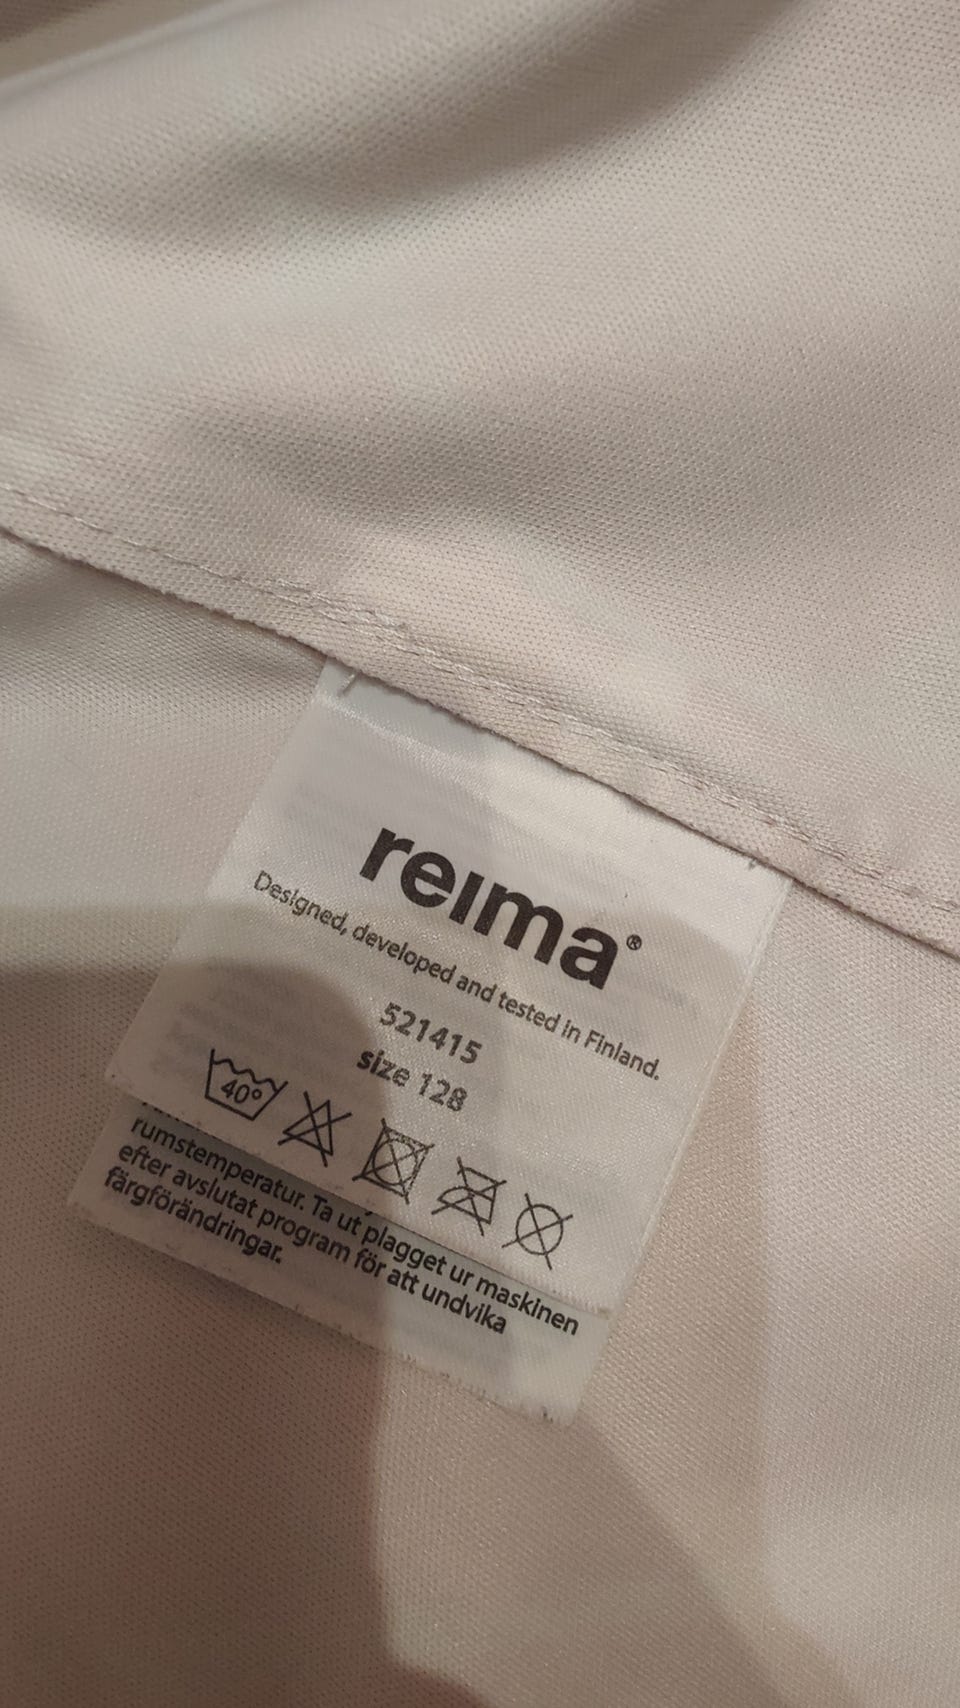 reima®
Designed, developed and tested in Finland.
521415
size 128
40°
rumstemperatur. Ta ut plagget ur maskinen
efter avslutat program för att undvika
färgförändringar.